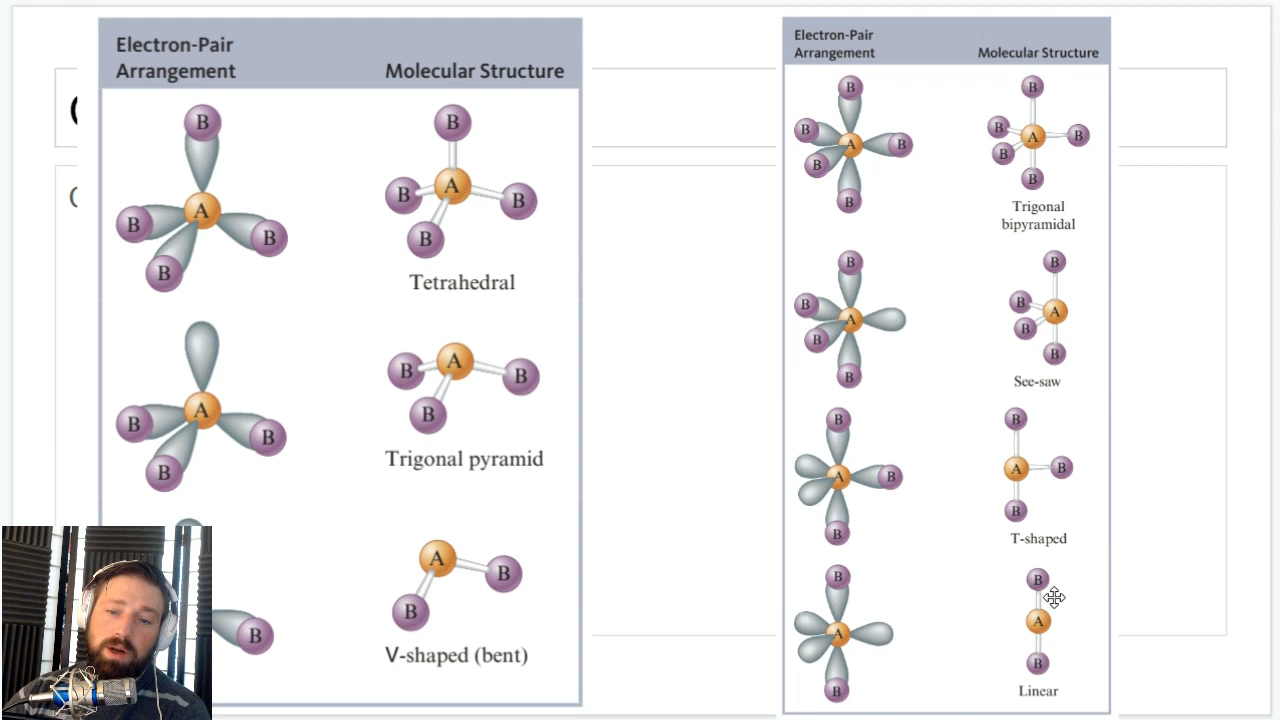 Electron-Pair
Arrangement
Molecular Structure
B
A
B
B
B
B
A
B
B
B
Tetrahedral
A
B
B
B
A
B
B
B
Trigonal pyramid
B
A
B
B
V-shaped (bent)
Electron-Pair
Arrangement
Molecular Structure
B
B
A
B
B
B
B
B
A
B
B
B
Trigonal
bipyramidal
B
B
A
B
B
B
B
A
B
B
See-saw
B
A
B
B
B
A
B
B
T-shaped
B
A
B
B
A
B
Linear